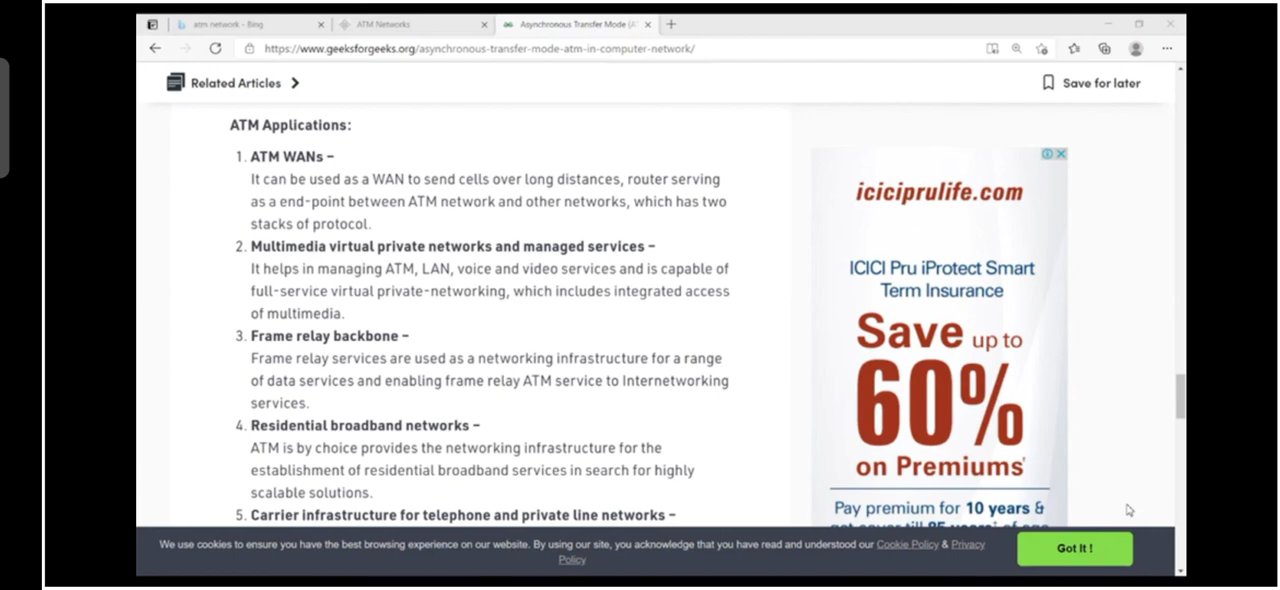 atm network - Bing
ATM Networks
Asynchronous Transfer Mode (A
https://www.geeksforgeeks.org/asynchronous-transfer-mode-atm-in-computer-network/
Related Articles
Save for later
ATM Applications:
1. ATM WANs –
It can be used as a WAN to send cells over long distances, router serving
as a end-point between ATM network and other networks, which has two
stacks of protocol.
2. Multimedia virtual private networks and managed services –
It helps in managing ATM, LAN, voice and video services and is capable of
full-service virtual private-networking, which includes integrated access
of multimedia.
3. Frame relay backbone –
Frame relay services are used as a networking infrastructure for a range
of data services and enabling frame relay ATM service to Internetworking
services.
4. Residential broadband networks –
ATM is by choice provides the networking infrastructure for the
establishment of residential broadband services in search for highly
scalable solutions.
5. Carrier infrastructure for telephone and private line networks –
iciciprulife.com
ICICI Pru iProtect Smart
Term Insurance
Save up to
60%
on Premiums
Pay premium for 10 years &
We use cookies to ensure you have the best browsing experience on our website. By using our site, you acknowledge that you have read and understood our Cookie Policy & Privacy
Policy
Got It !